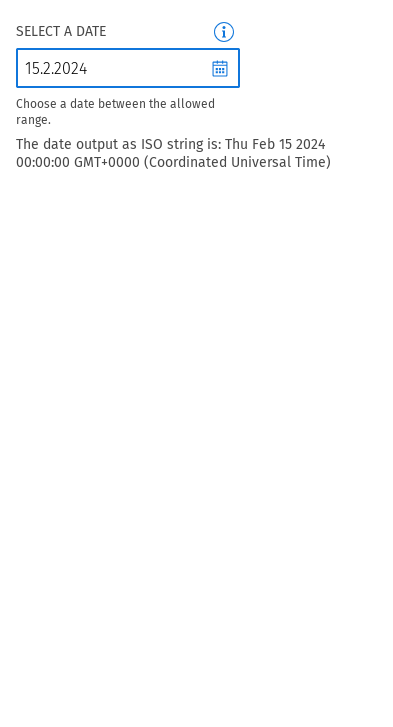 SELECT A DATE
15.2.2024
Choose a date between the allowed
range.
The date output as ISO string is: Thu Feb 15 2024
00:00:00 GMT+0000 (Coordinated Universal Time)